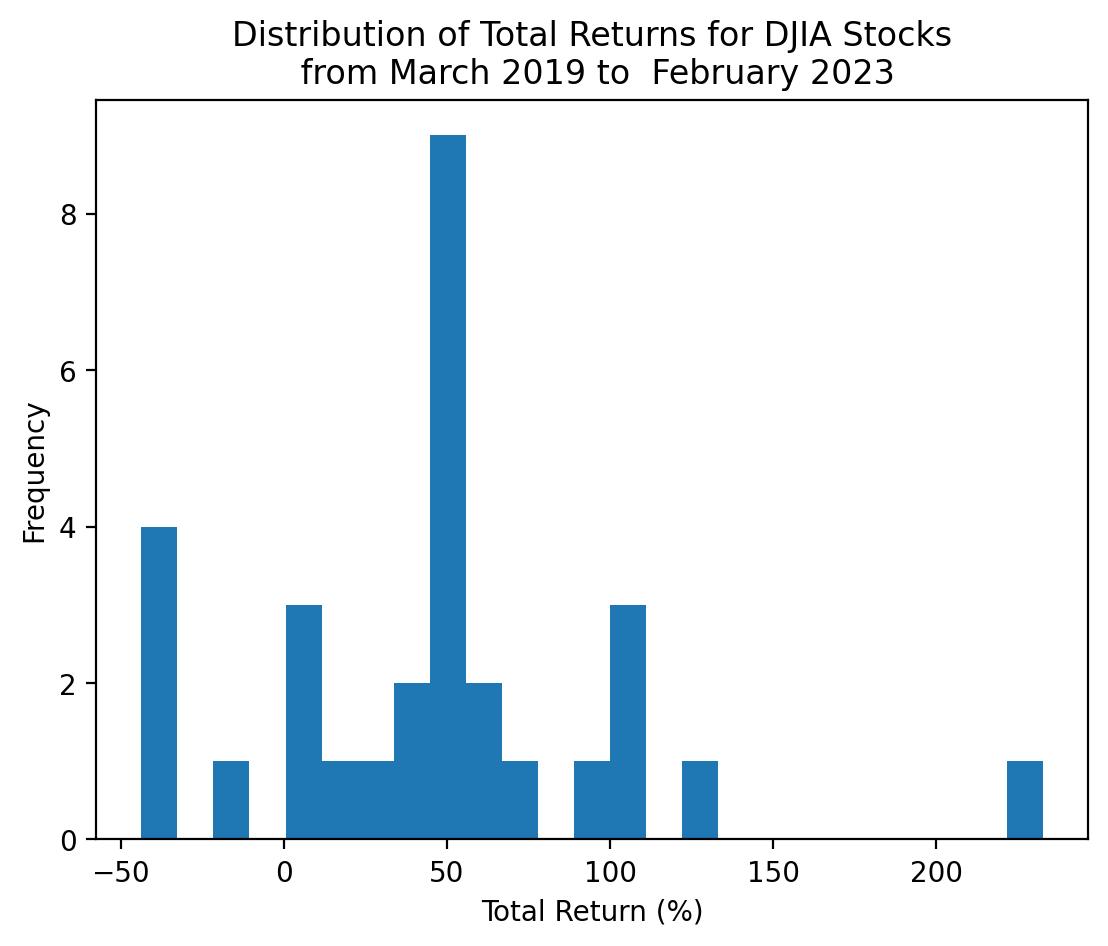 Distribution of Total Returns for DJIA Stocks
from March 2019 to  February 2023
8
6
4
2
0
Frequency
−50
0
50
100
150
200
Total Return (%)